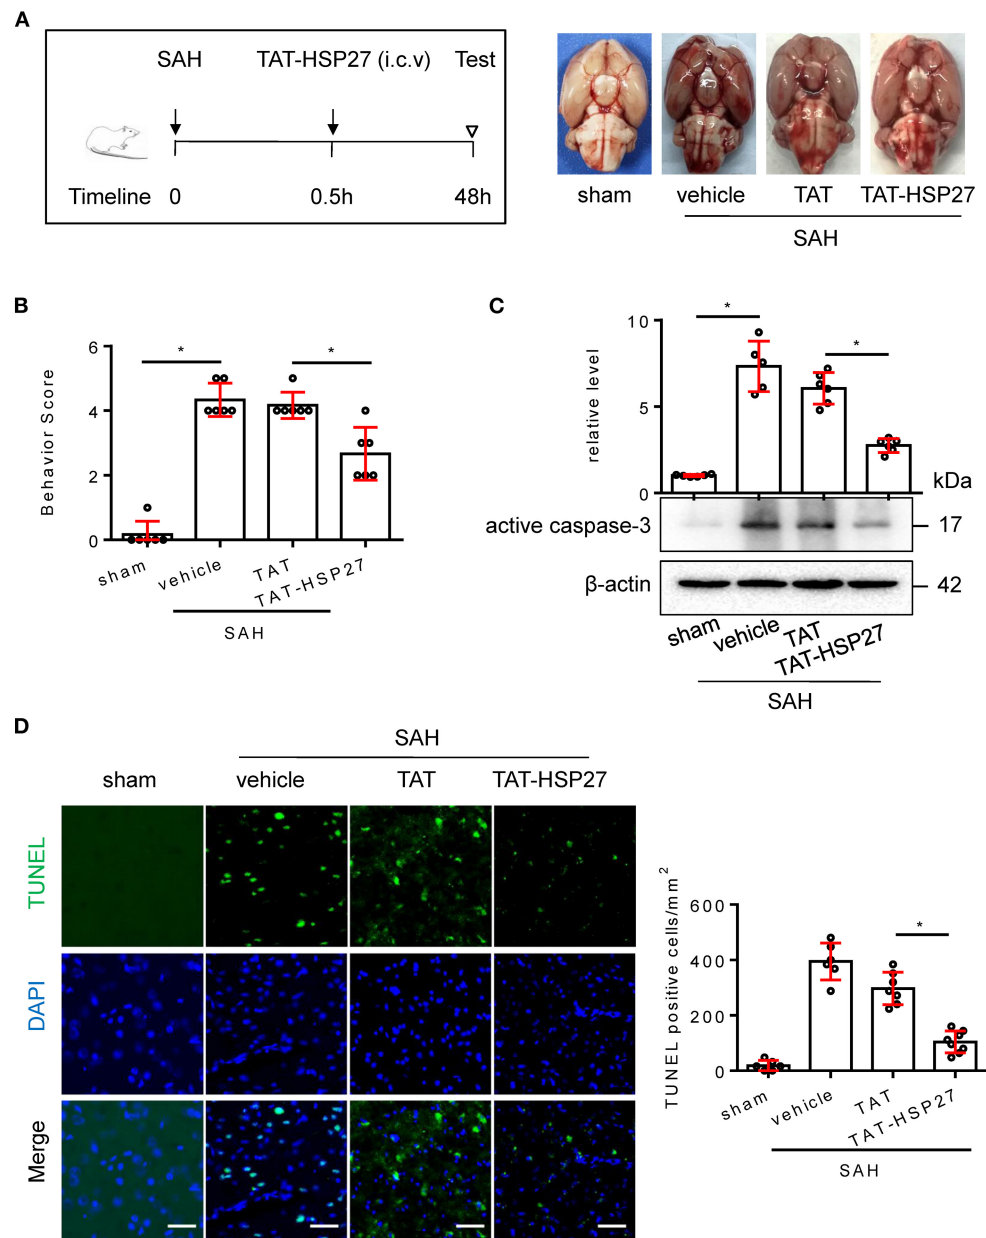 A
SAH TAT-HSP27 (i.c.v) Test
Timeline 0 0.5h 48h
sham vehicle TAT TAT-HSP27
SAH
B
Behavior Score
6
4
2
0
* *
sham vehicle TAT TAT-HSP27
SAH
C
relative level
10
5
0
* *
kDa
active caspase-3 17
β-actin 42
sham vehicle TAT TAT-HSP27
SAH
D
SAH
sham vehicle TAT TAT-HSP27
TUNEL
DAPI
Merge
TUNEL positive cells/mm2
600
400
200
0
*
sham vehicle TAT TAT-HSP27
SAH